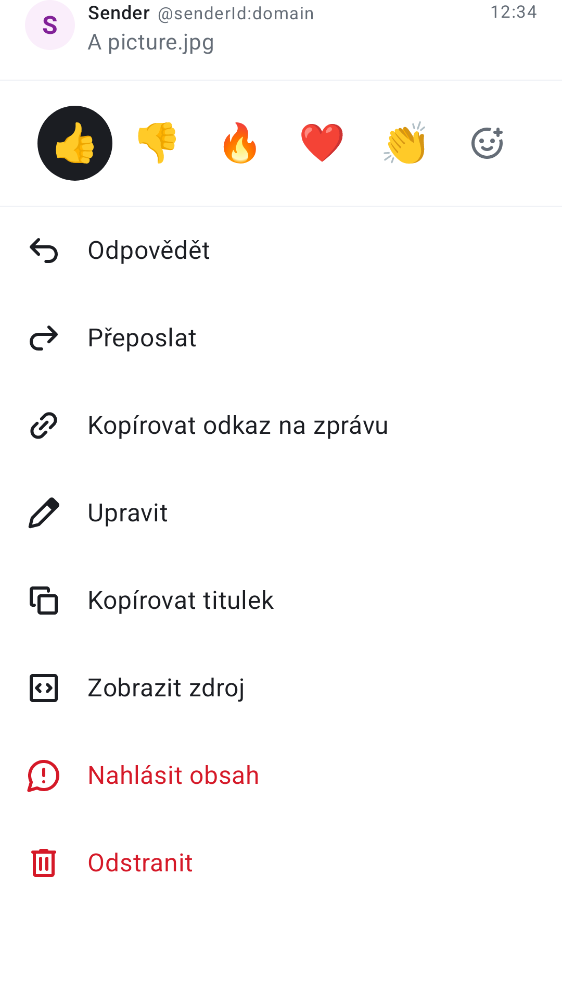 S
Sender @senderId:domain 12:34
A picture.jpg
Odpovědět
Přeposlat
Kopírovat odkaz na zprávu
Upravit
Kopírovat titulek
Zobrazit zdroj
Nahlásit obsah
Odstranit